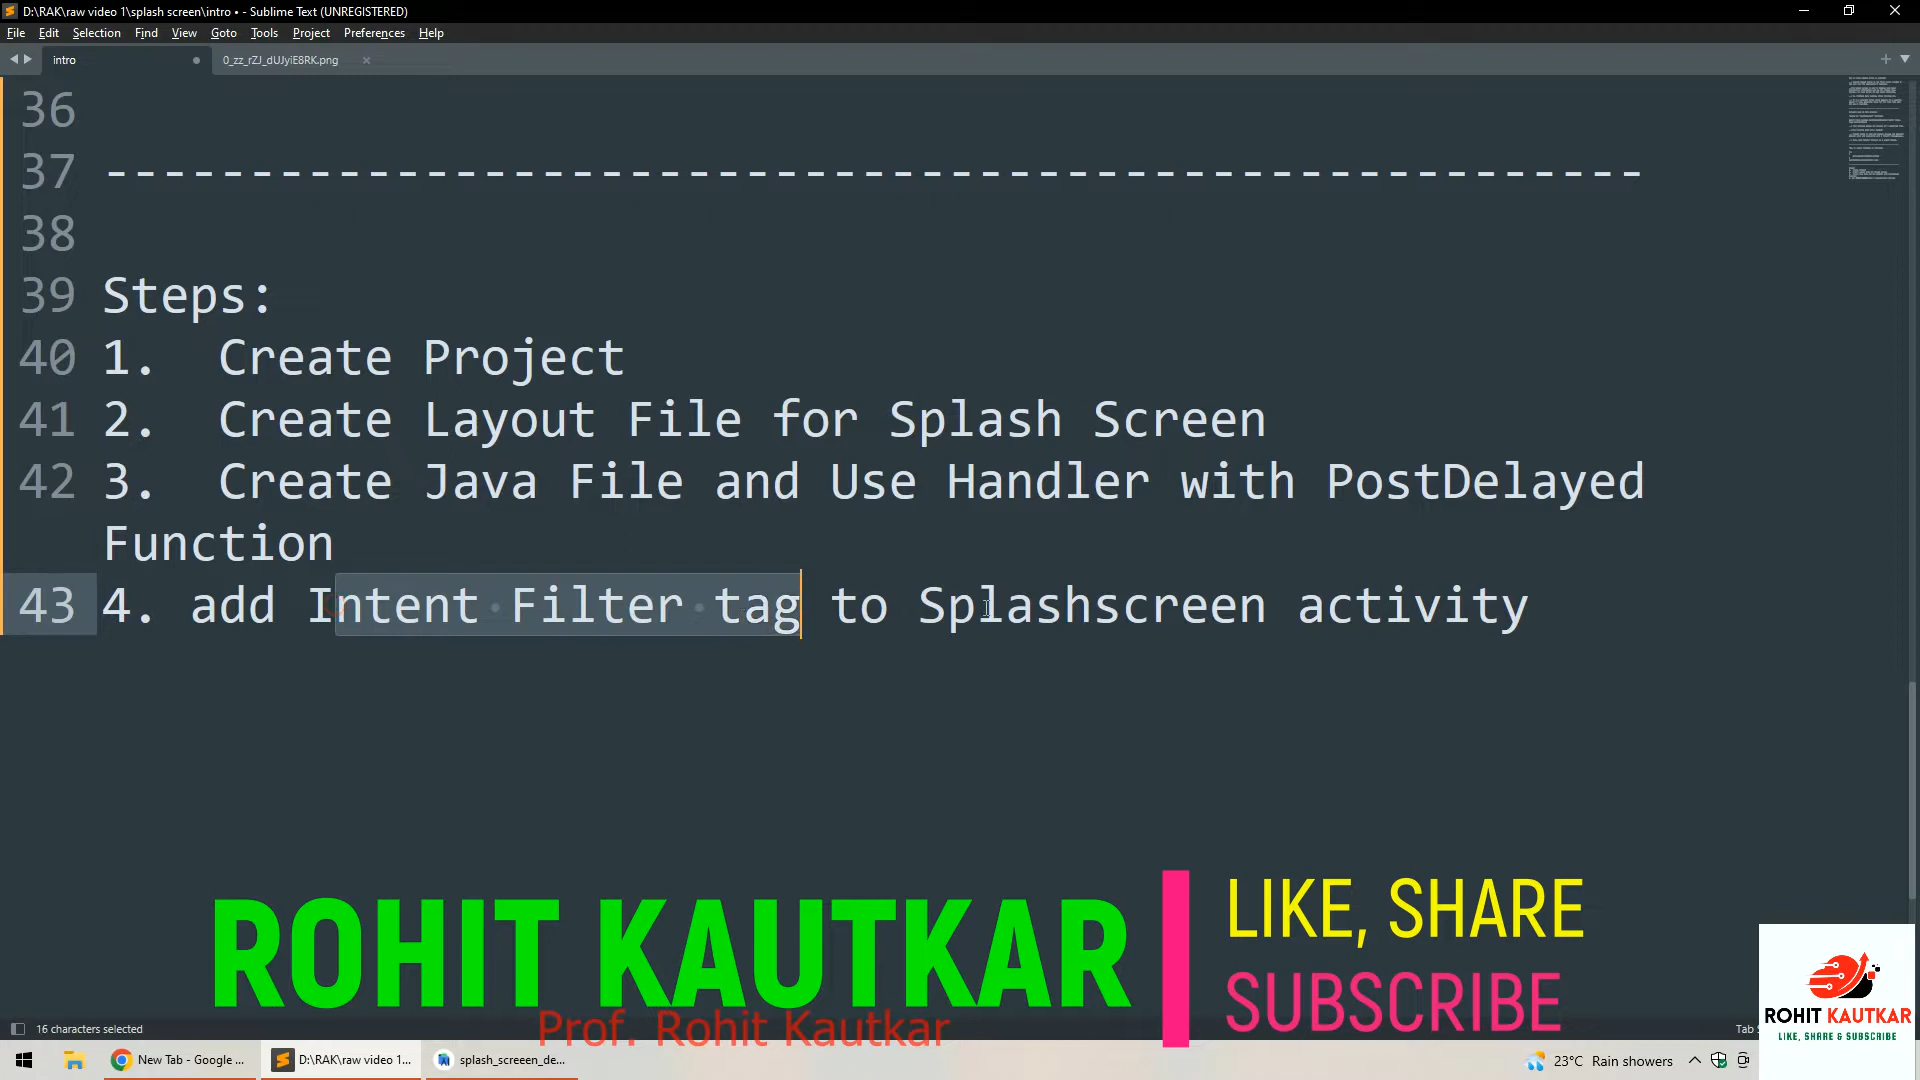 D:\RAK\raw video 1\splash screen\intro • - Sublime Text (UNREGISTERED)
File Edit Selection Find View Goto Tools Project Preferences Help
intro
0_zz_rZJ_dUJyiE8RK.png
36
37 -----------------------------------------------------
38
39 Steps:
40 1.  Create Project
41 2.  Create Layout File for Splash Screen
42 3.  Create Java File and Use Handler with PostDelayed
Function
43 4. add Intent Filter tag to Splashscreen activity
ROHIT KAUTKAR
LIKE, SHARE
SUBSCRIBE
Prof. Rohit Kautkar
ROHIT KAUTKAR
LIKE, SHARE & SUBSCRIBE
16 characters selected
Tab
New Tab - Google ...
D:\RAK\raw video 1...
splash_screeen_de...
23°C Rain showers